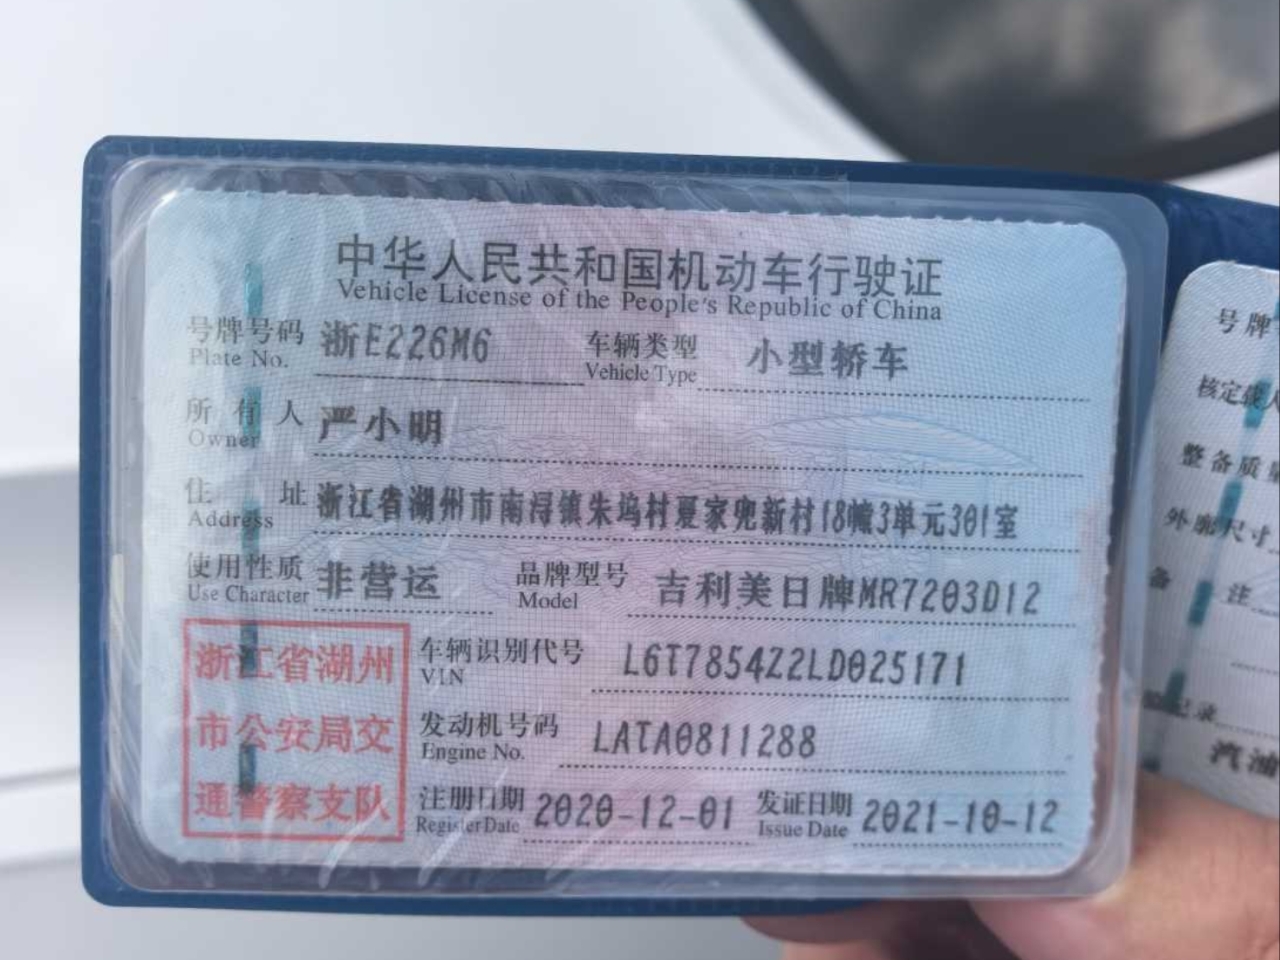 中华人民共和国机动车行驶证
Vehicle License of the People's Republic of China
号牌号码 浙E226M6 车辆类型 小型轿车
Plate No. Vehicle Type
所有人 严小明
Owner
住址 浙江省湖州市南浔镇朱坞村夏家兜新村18幢3单元301室
Address
使用性质 非营运 品牌型号 吉利美日牌MR7203D12
Use Character Model
浙江省湖州
市公安局交
通警察支队
车辆识别代号 L6T7854Z2LD025171
VIN
发动机号码 LATA0811288
Engine No.
注册日期 2020-12-01 发证日期 2021-10-12
Register Date Issue Date
号牌
核定载人
整备质量
外廓尺寸
备注
记录
汽油